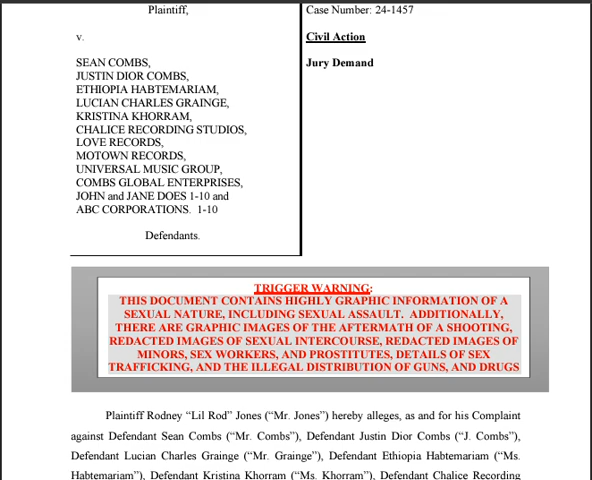 Plaintiff,
Case Number: 24-1457
v.
Civil Action
SEAN COMBS,
Jury Demand
JUSTIN DIOR COMBS,
ETHIOPIA HABTEMARIAM,
LUCIAN CHARLES GRAINGE,
KRISTINA KHORRAM,
CHALICE RECORDING STUDIOS,
LOVE RECORDS,
MOTOWN RECORDS,
UNIVERSAL MUSIC GROUP,
COMBS GLOBAL ENTERPRISES,
JOHN and JANE DOES 1-10 and
ABC CORPORATIONS. 1-10
Defendants.
TRIGGER WARNING:
THIS DOCUMENT CONTAINS HIGHLY GRAPHIC INFORMATION OF A
SEXUAL NATURE, INCLUDING SEXUAL ASSAULT. ADDITIONALLY,
THERE ARE GRAPHIC IMAGES OF THE AFTERMATH OF A SHOOTING,
REDACTED IMAGES OF SEXUAL INTERCOURSE, REDACTED IMAGES OF
MINORS, SEX WORKERS, AND PROSTITUTES, DETAILS OF SEX
TRAFFICKING, AND THE ILLEGAL DISTRIBUTION OF GUNS, AND DRUGS
Plaintiff Rodney “Lil Rod” Jones (“Mr. Jones”) hereby alleges, as and for his Complaint
against Defendant Sean Combs (“Mr. Combs”), Defendant Justin Dior Combs (“J. Combs”),
Defendant Lucian Charles Grainge (“Mr. Grainge”), Defendant Ethiopia Habtemariam (“Ms.
Habtemariam”), Defendant Kristina Khorram (“Ms. Khorram”), Defendant Chalice Recording